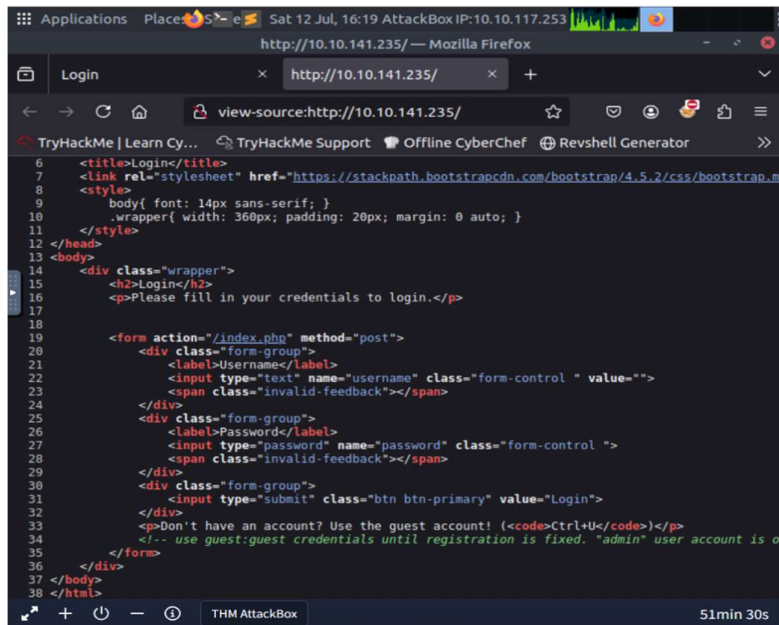 Applications Places Sat 12 Jul, 16:19 AttackBox IP:10.10.117.253
http://10.10.141.235/ — Mozilla Firefox
Login × http://10.10.141.235/ × +
view-source:http://10.10.141.235/
TryHackMe | Learn Cy... TryHackMe Support Offline CyberChef Revshell Generator
6 <title>Login</title>
7 <link rel="stylesheet" href="https://stackpath.bootstrapcdn.com/bootstrap/4.5.2/css/bootstrap.m
8 <style>
9 body{ font: 14px sans-serif; }
10 .wrapper{ width: 360px; padding: 20px; margin: 0 auto; }
11 </style>
12 </head>
13 <body>
14 <div class="wrapper">
15 <h2>Login</h2>
16 <p>Please fill in your credentials to login.</p>
17
18
19 <form action="/index.php" method="post">
20 <div class="form-group">
21 <label>Username</label>
22 <input type="text" name="username" class="form-control " value="">
23 <span class="invalid-feedback"></span>
24 </div>
25 <div class="form-group">
26 <label>Password</label>
27 <input type="password" name="password" class="form-control ">
28 <span class="invalid-feedback"></span>
29 </div>
30 <div class="form-group">
31 <input type="submit" class="btn btn-primary" value="Login">
32 </div>
33 <p>Don't have an account? Use the guest account! (<code>Ctrl+U</code>)</p>
34 <!-- use guest:guest credentials until registration is fixed. "admin" user account is o
35 </form>
36 </div>
37 </body>
38 </html>
THM AttackBox 51min 30s